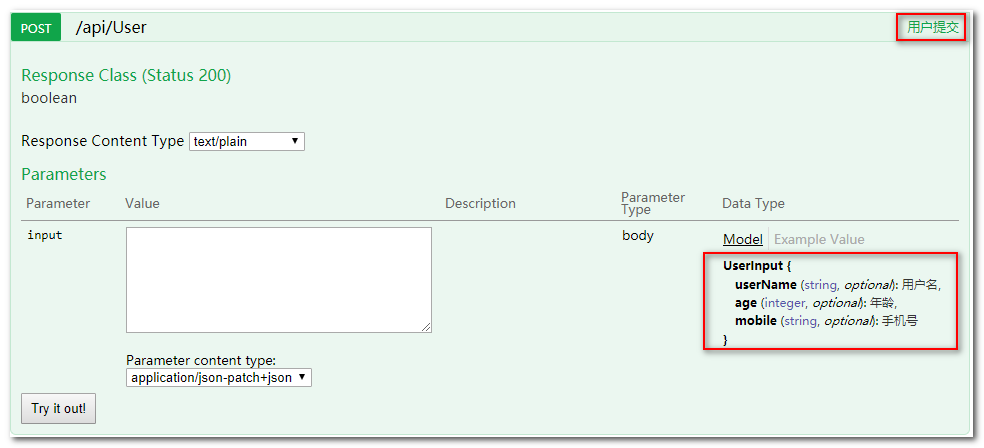 POST /api/User 用户提交
Response Class (Status 200)
boolean
Response Content Type text/plain
Parameters
Parameter Value Description Parameter Type Data Type
input body Model Example Value
UserInput {
userName (string, optional): 用户名,
age (integer, optional): 年龄,
mobile (string, optional): 手机号
}
Parameter content type:
application/json-patch+json
Try it out!